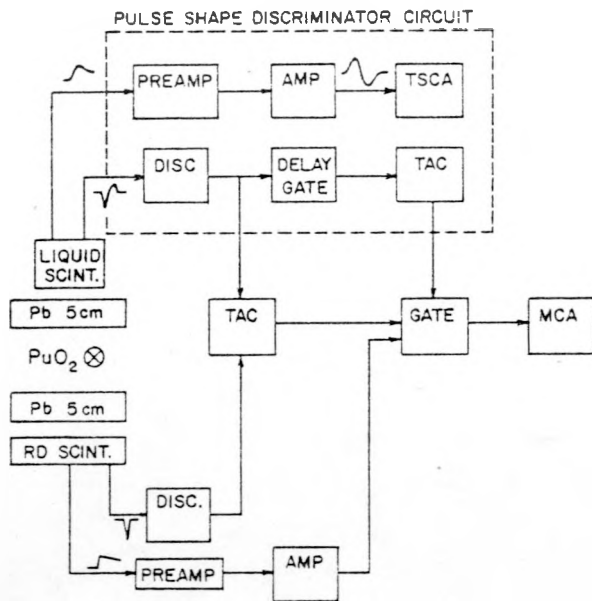 PULSE SHAPE DISCRIMINATOR CIRCUIT
PREAMP
AMP
TSCA
DISC
DELAY
GATE
TAC
LIQUID
SCINT.
Pb 5cm
TAC
GATE
MCA
PuO2
Pb 5cm
RD SCINT.
DISC.
PREAMP
AMP